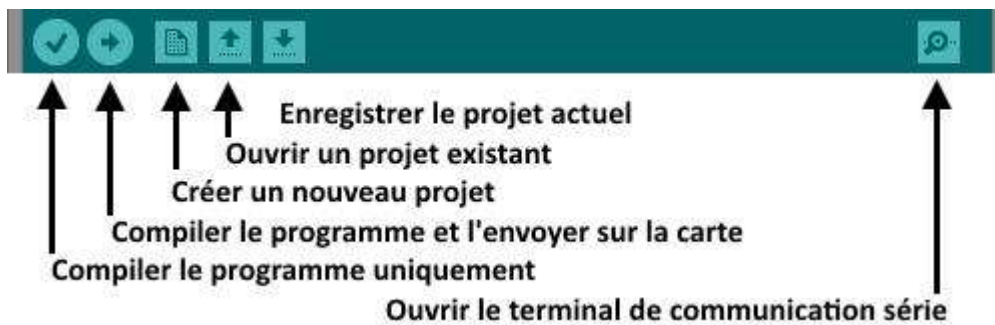 Enregistrer le projet actuel
Ouvrir un projet existant
Créer un nouveau projet
Compiler le programme et l'envoyer sur la carte
Compiler le programme uniquement
Ouvrir le terminal de communication série